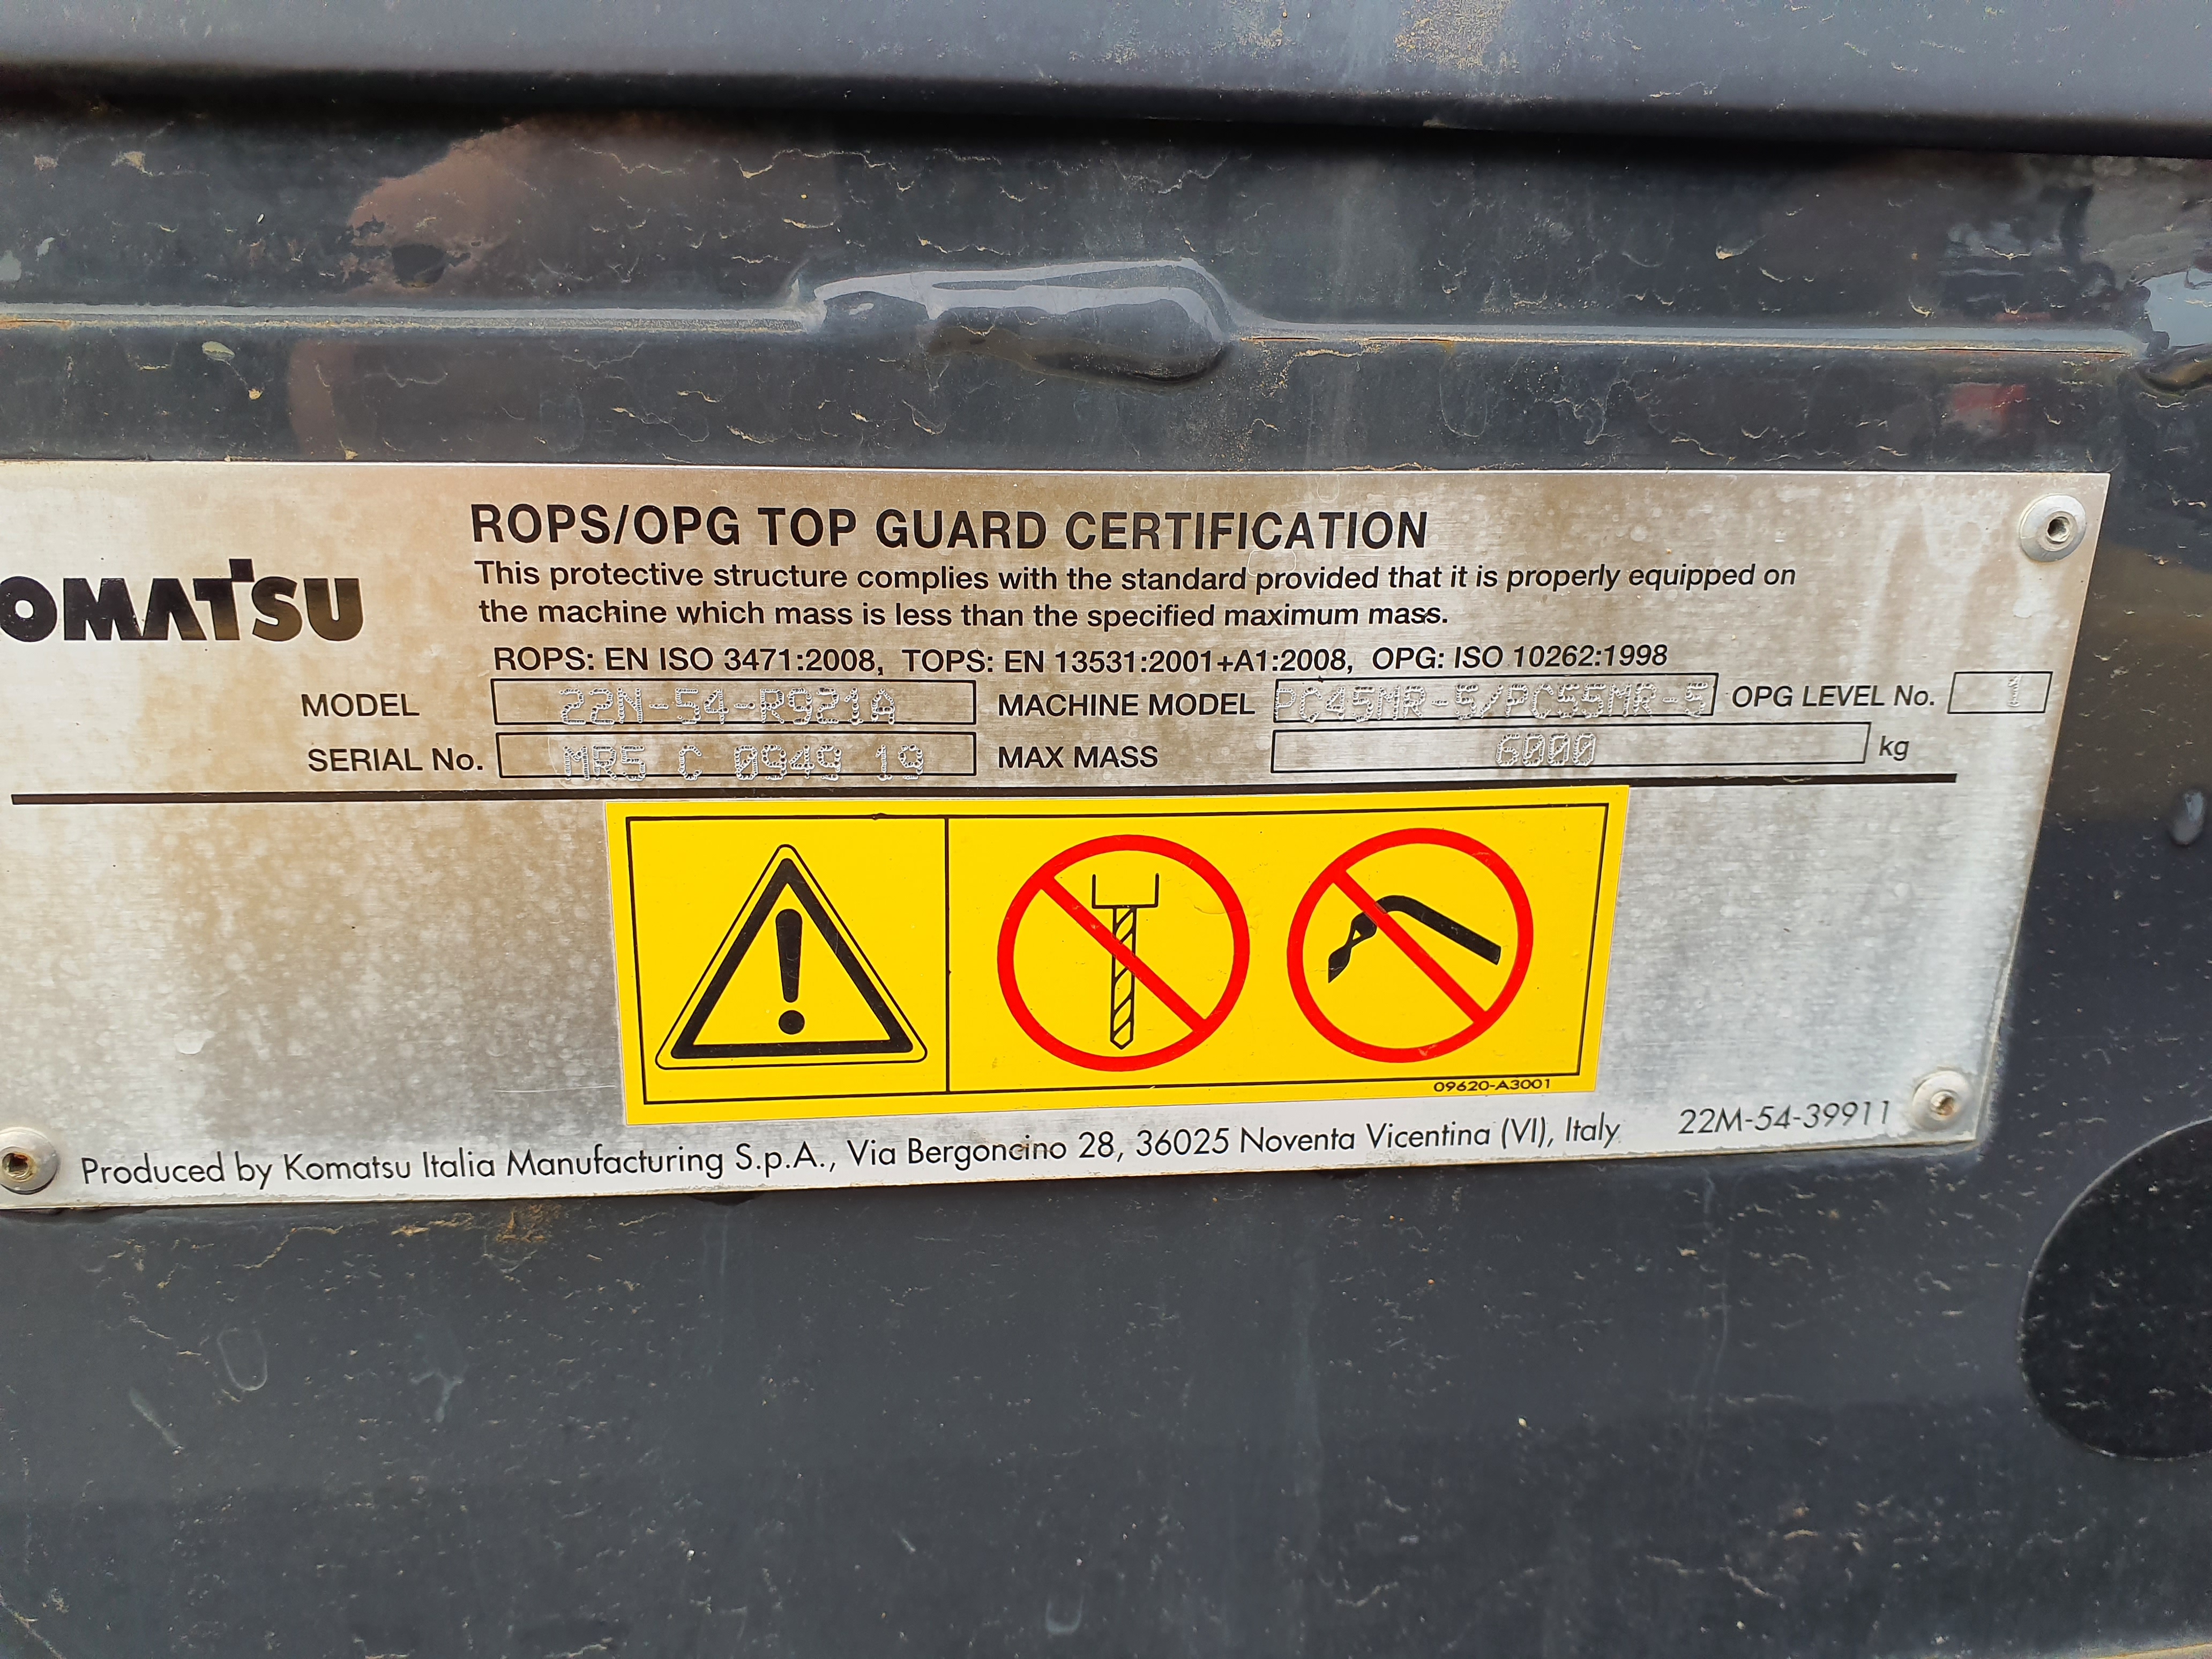 OMATSU
ROPS/OPG TOP GUARD CERTIFICATION
This protective structure complies with the standard provided that it is properly equipped on
the machine which mass is less than the specified maximum mass.
ROPS: EN ISO 3471:2008, TOPS: EN 13531:2001+A1:2008, OPG: ISO 10262:1998
MODEL 22N-54-R921A MACHINE MODEL PC45MR-5/PC55MR-5 OPG LEVEL No. 1
SERIAL No. MR5 C 0949 19 MAX MASS 6000 kg
09620-A3001
Produced by Komatsu Italia Manufacturing S.p.A., Via Bergoncino 28, 36025 Noventa Vicentina (VI), Italy 22M-54-39911